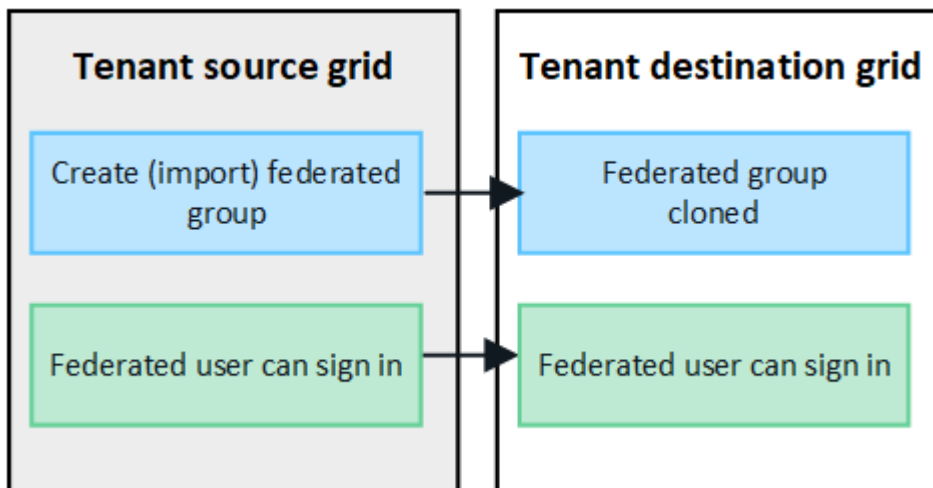 Tenant source grid
Create (import) federated
group
Federated user can sign in
Tenant destination grid
Federated group
cloned
Federated user can sign in